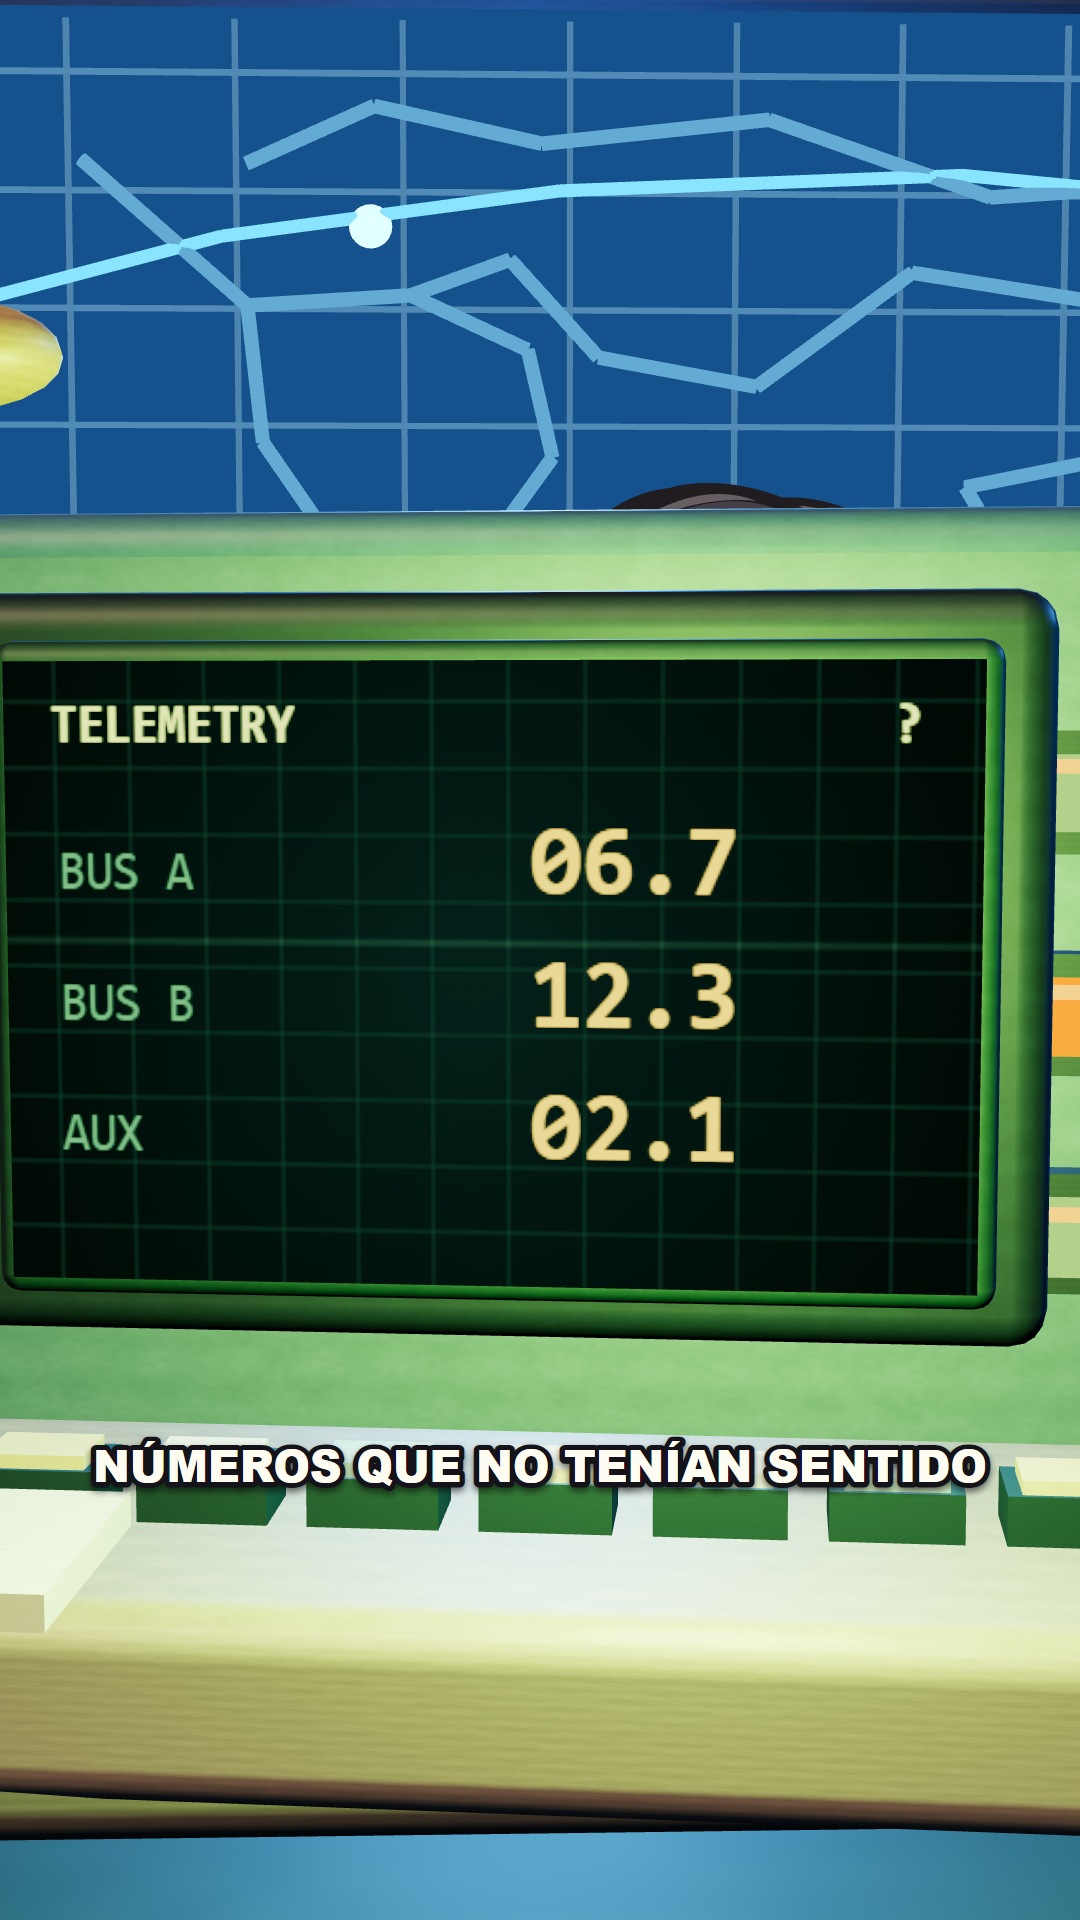 TELEMETRY ?
BUS A 06.7
BUS B 12.3
AUX 02.1
NÚMEROS QUE NO TENÍAN SENTIDO